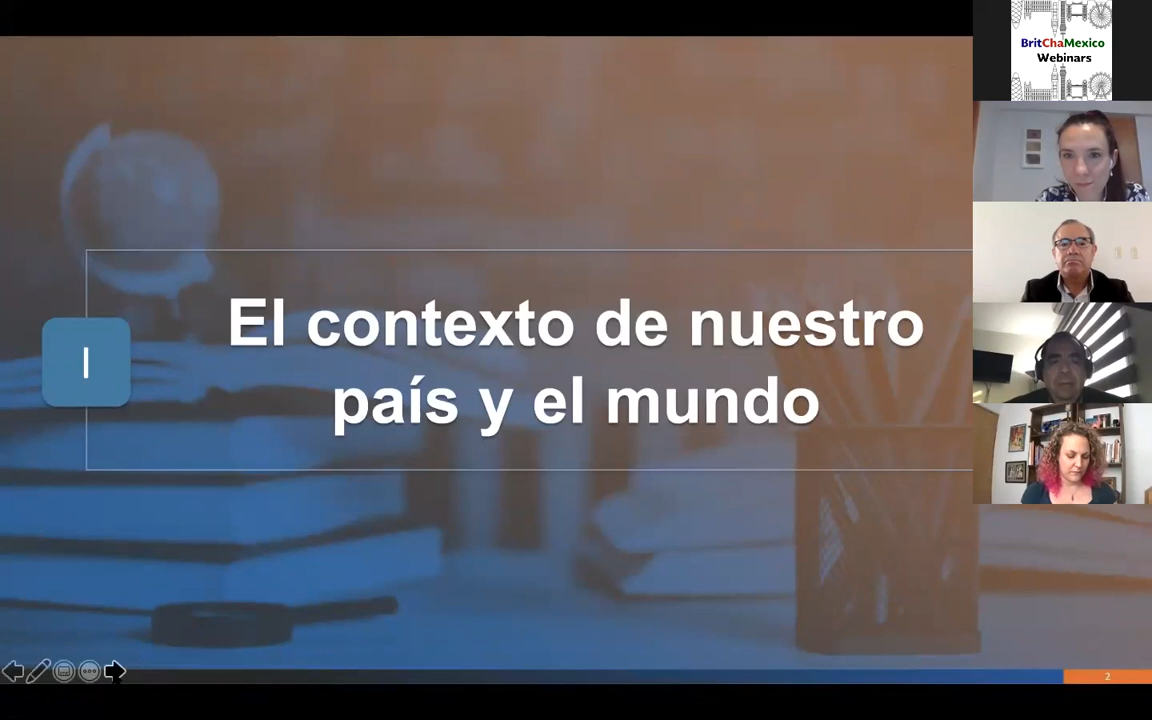 BritChaMexico
Webinars
El contexto de nuestro
I
país y el mundo
2